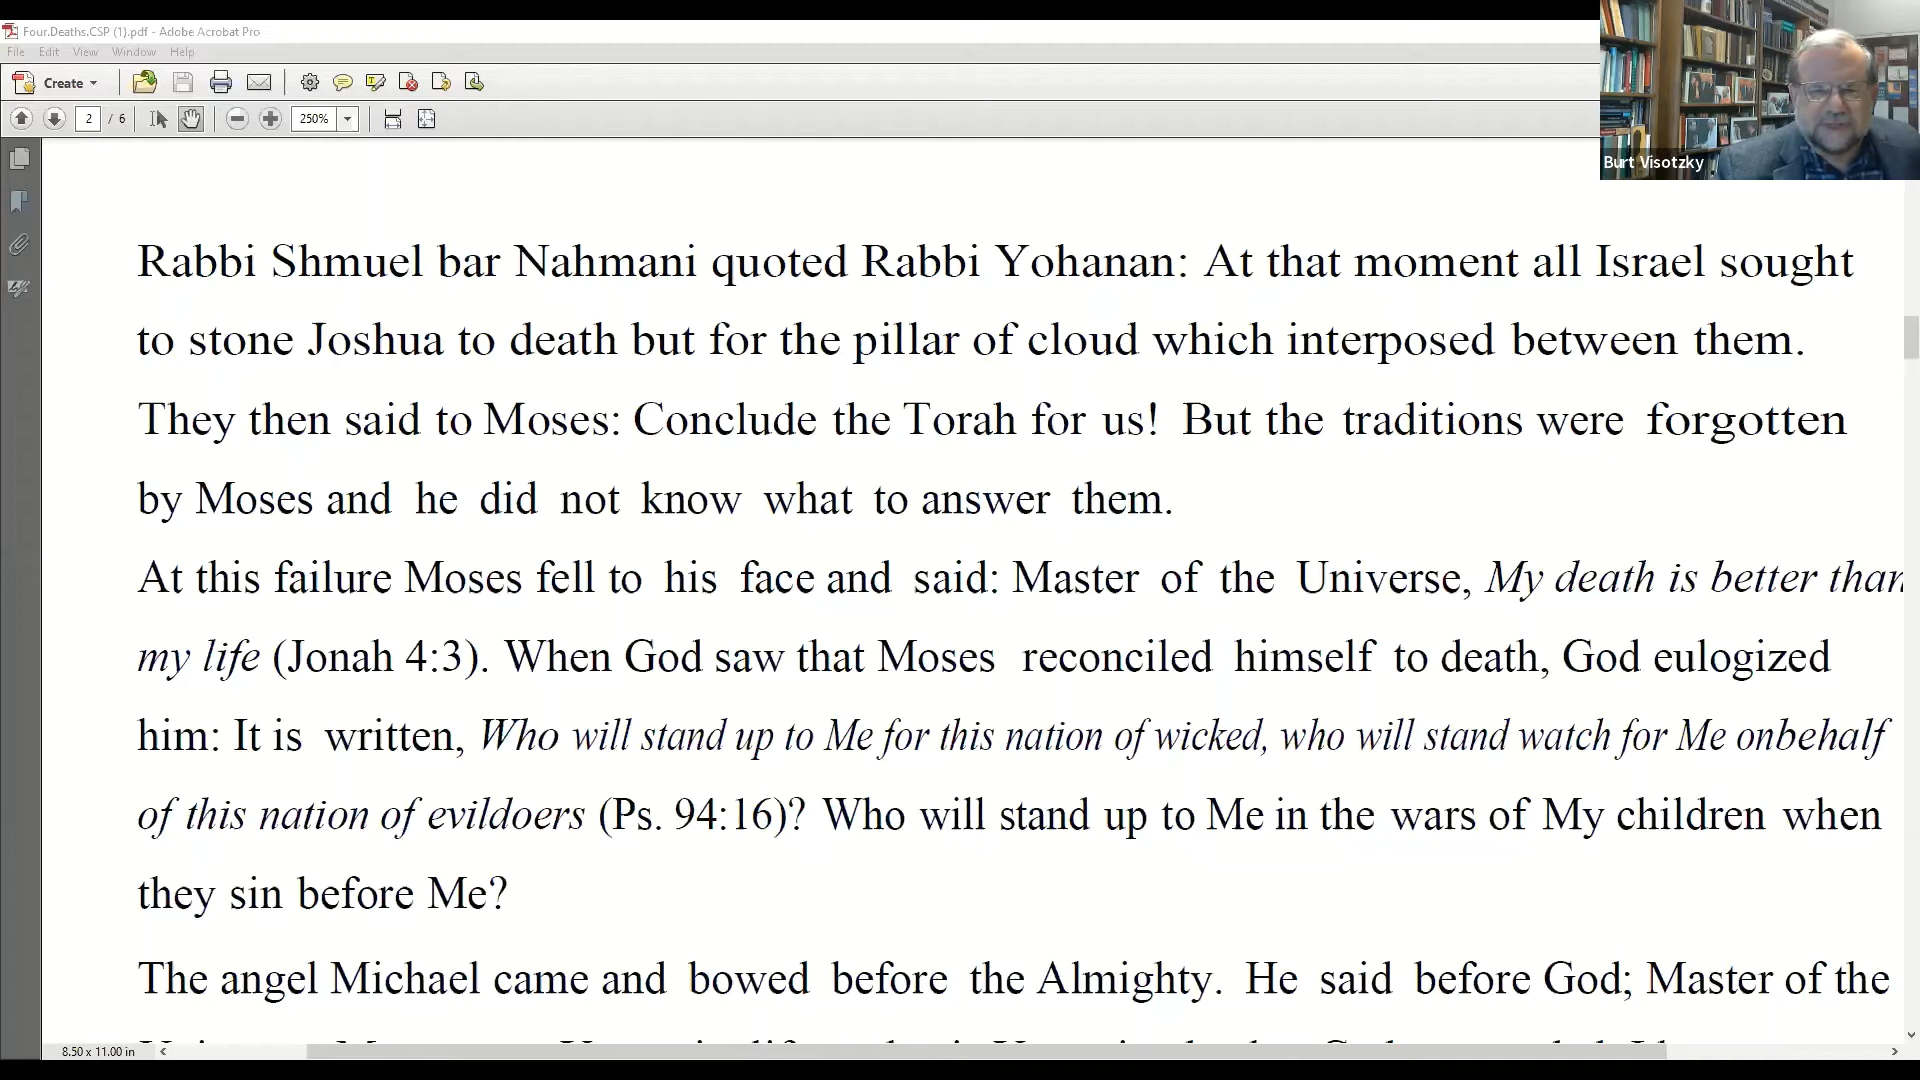 Four.Deaths.CSP (1).pdf - Adobe Acrobat Pro
File Edit View Window Help
Create
2 / 6 250%
Burt Visotzky
Rabbi Shmuel bar Nahmani quoted Rabbi Yohanan: At that moment all Israel sought
to stone Joshua to death but for the pillar of cloud which interposed between them.
They then said to Moses: Conclude the Torah for us! But the traditions were forgotten
by Moses and he did not know what to answer them.
At this failure Moses fell to his face and said: Master of the Universe, My death is better than
my life (Jonah 4:3). When God saw that Moses reconciled himself to death, God eulogized
him: It is written, Who will stand up to Me for this nation of wicked, who will stand watch for Me onbehalf
of this nation of evildoers (Ps. 94:16)? Who will stand up to Me in the wars of My children when
they sin before Me?
The angel Michael came and bowed before the Almighty. He said before God; Master of the
8.50 x 11.00 in